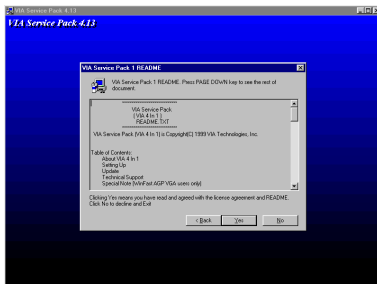 VIA Service Pack 4.13
VIA Service Pack 4.13
VIA Service Pack 1 README
VIA Service Pack 1 README. Press PAGE DOWN key to see the rest of
document.
--------------------------------
VIA Service Pack
( VIA 4 In 1 )
README.TXT
--------------------------------
VIA Service Pack (VIA 4 In 1) is Copyright(C) 1999 VIA Technologies, Inc.
Table of Contents:
About VIA 4 In 1
Setting Up
Update
Technical Support
Special Note (WinFast AGP VGA users only)
Clicking Yes means you have read and agreed with the license agreement and README.
Click No to decline and Exit
< Back
Yes
No